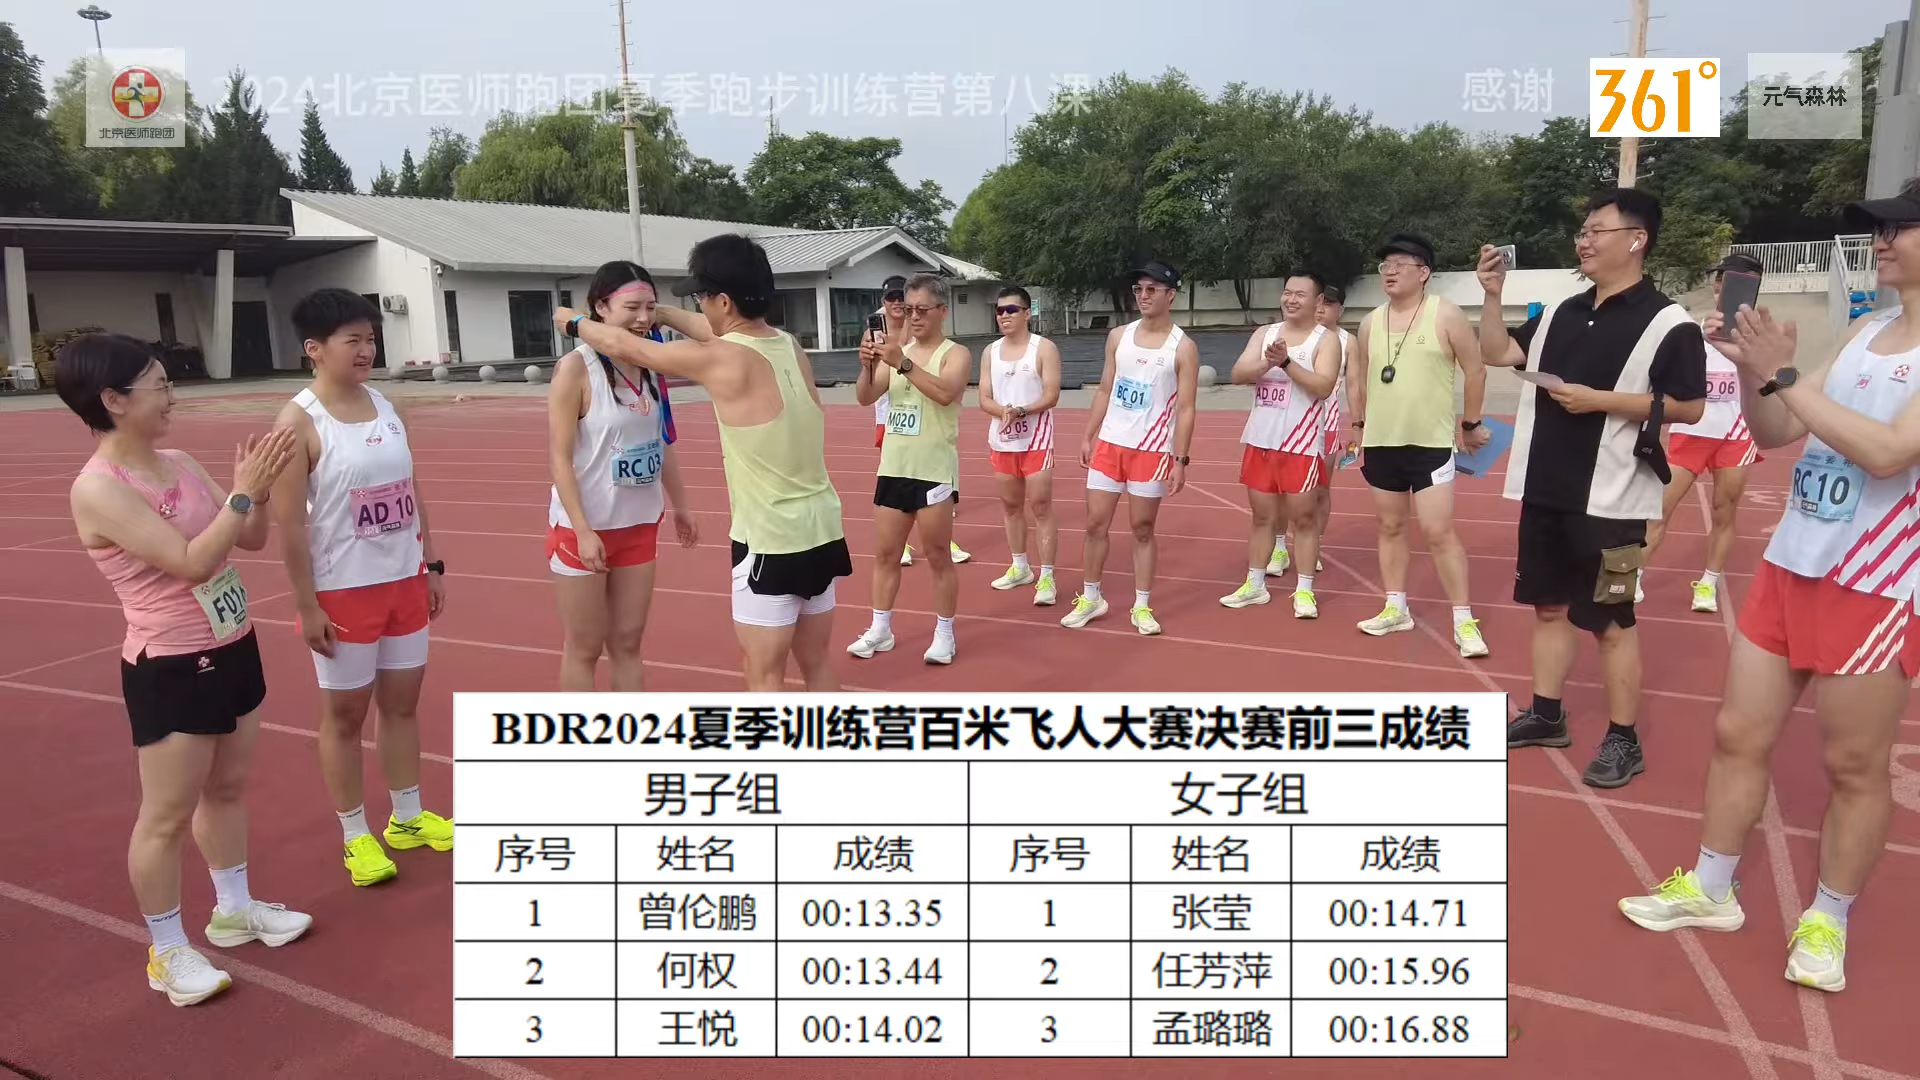 2024北京医师跑团夏季跑步训练营第八课
感谢
361°
元气森林
北京医师跑团
M020
AD 05
BC 01
AD 08
D 06
RC 03
RC 10
AD 10
F01
BDR2024夏季训练营百米飞人大赛决赛前三成绩
男子组 女子组
序号 姓名 成绩 序号 姓名 成绩
1 曾伦鹏 00:13.35 1 张莹 00:14.71
2 何权 00:13.44 2 任芳萍 00:15.96
3 王悦 00:14.02 3 孟璐璐 00:16.88